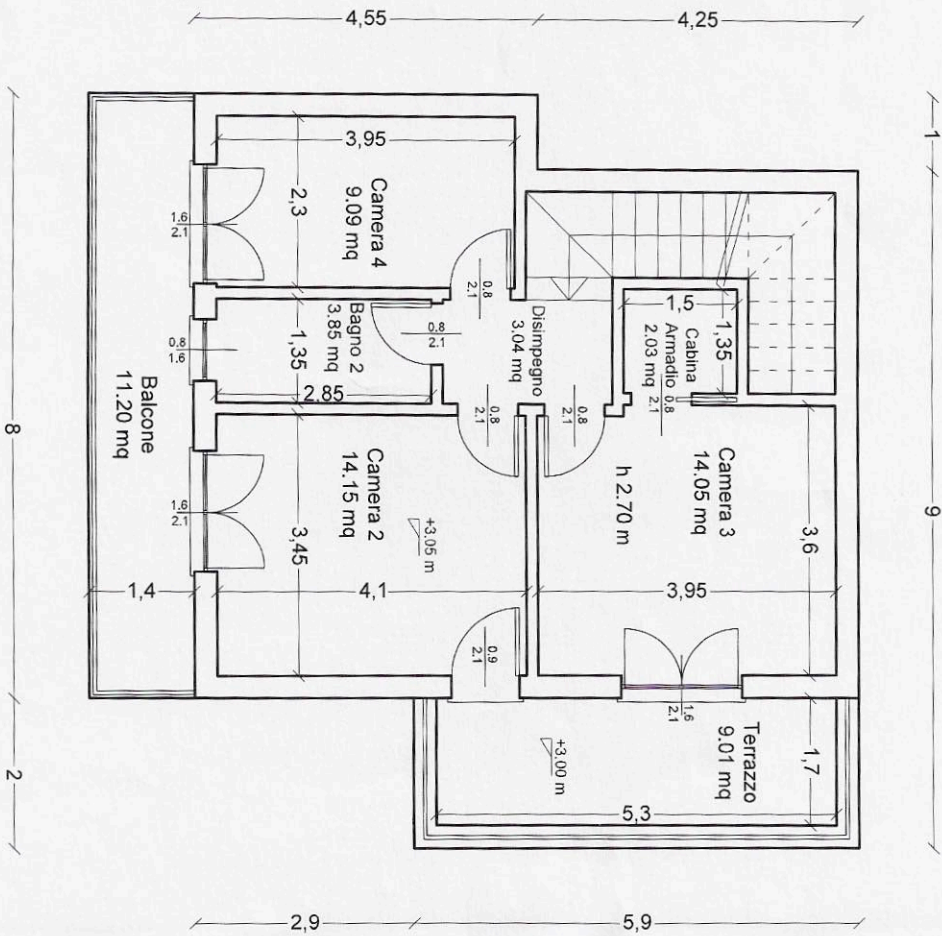 4,55
4,25
1
9
8
2
2,9
5,9
3,95
2,3
Camera 4
9.09 mq
1.6
2.1
0.8
2.1
Bagno 2
3.85 mq
1,35
2.85
0.8
1.6
0.8
2.1
Disimpegno
3.04 mq
1,5
1,35
Cabina
Armadio
2.03 mq
0.8
2.1
Balcone
11.20 mq
1,4
1.6
2.1
0.8
2.1
0.8
2.1
Camera 2
14.15 mq
+3.05 m
3,45
4,1
0.9
2.1
Camera 3
14.05 mq
h 2.70 m
3,6
3,95
1,6
2.1
Terrazzo
9.01 mq
+3.00 m
1,7
5,3